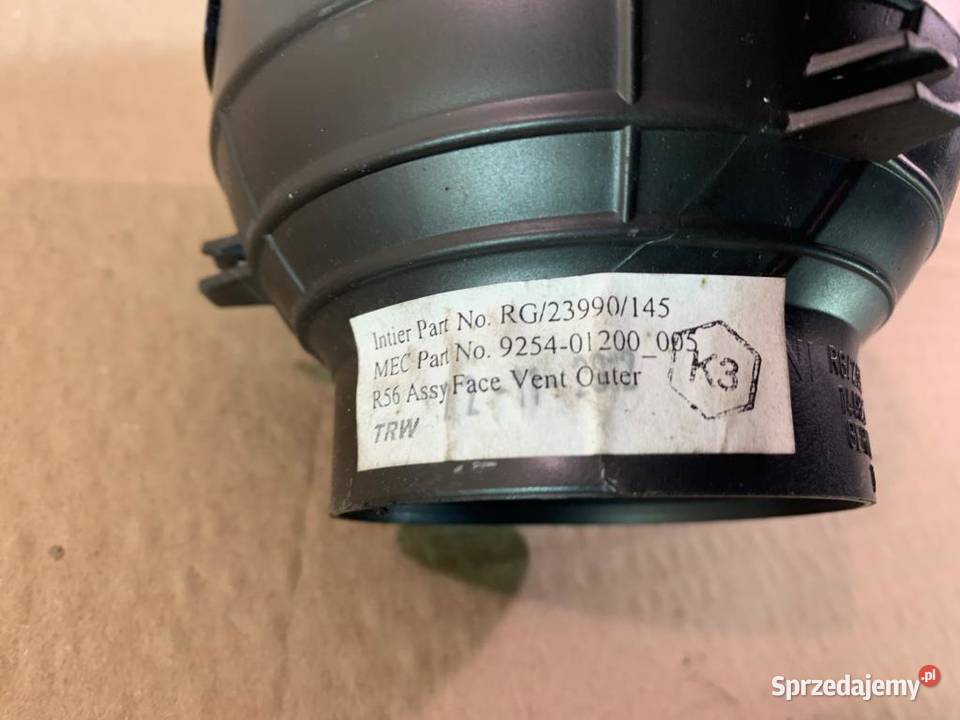 Intier Part No. RG/23990/145
MEC Part No. 9254-01200_005
R56 Assy Face Vent Outer
TRW
K3
Sprzedajemy.pl